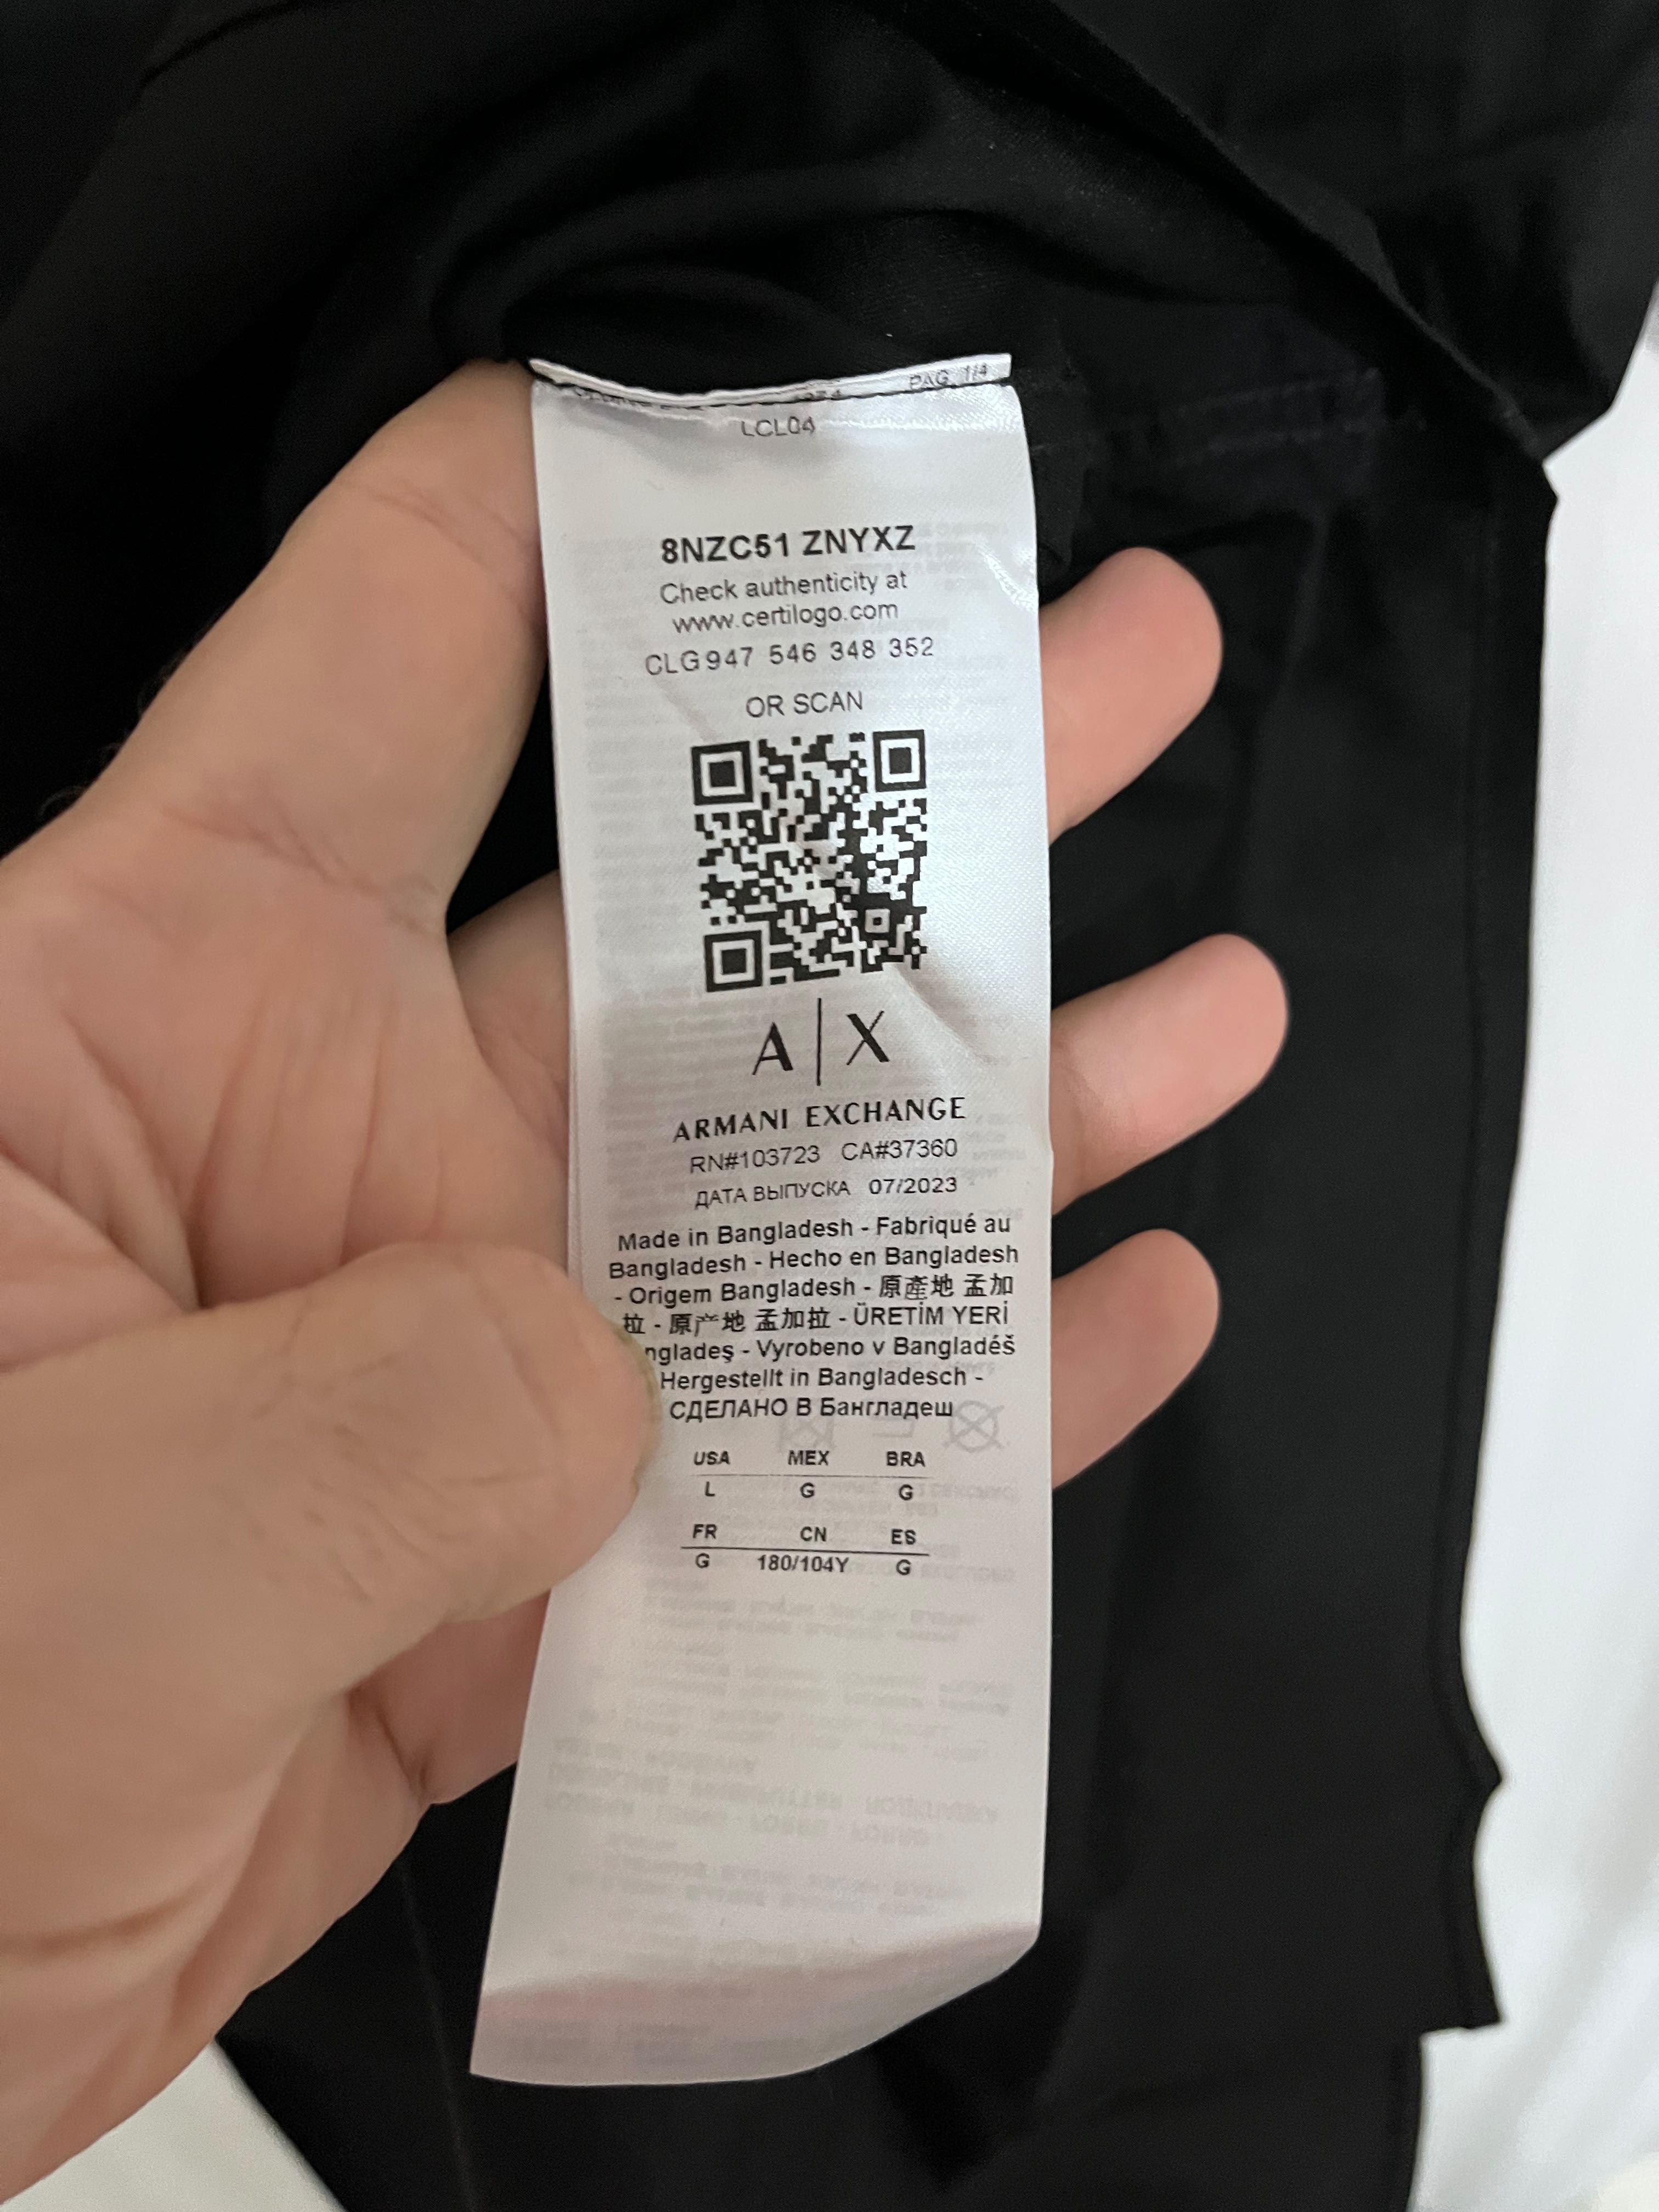 PAG. 1/4
LCL04
8NZC51 ZNYXZ
Check authenticity at
www.certilogo.com
CLG 947 546 348 352
OR SCAN
A|X
ARMANI EXCHANGE
RN#103723 CA#37360
ДАТА ВЫПУСКА 07/2023
Made in Bangladesh - Fabriqué au
Bangladesh - Hecho en Bangladesh
- Origem Bangladesh - 原產地 孟加
拉 - 原产地 孟加拉 - ÜRETİM YERİ
ngladeş - Vyrobeno v Bangladéš
Hergestellt in Bangladesch -
СДЕЛАНО В Бангладеш
USA MEX BRA
L G G
FR CN ES
G 180/104Y G